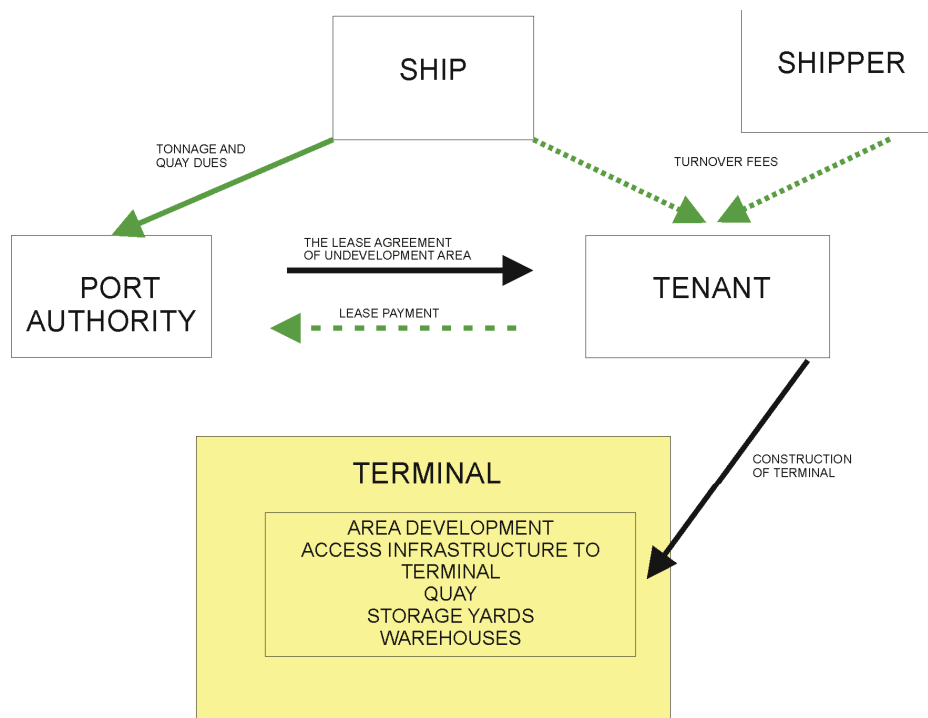 SHIP
SHIPPER
TONNAGE AND
QUAY DUES
TURNOVER FEES
PORT
AUTHORITY
THE LEASE AGREEMENT
OF UNDEVELOPMENT AREA
LEASE PAYMENT
TENANT
CONSTRUCTION
OF TERMINAL
TERMINAL
AREA DEVELOPMENT
ACCESS INFRASTRUCTURE TO
TERMINAL
QUAY
STORAGE YARDS
WAREHOUSES